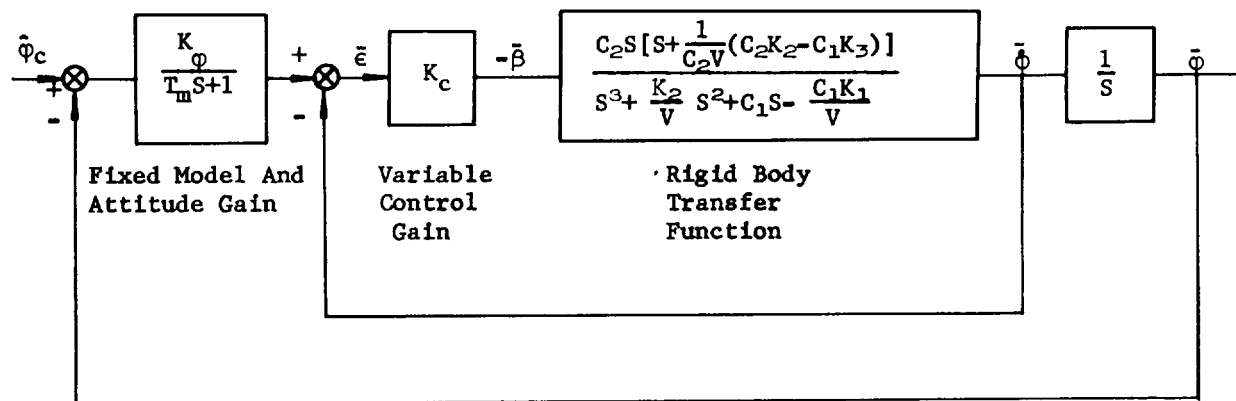 φ̄c
+
-
Kφ
TmS+1
+
-
ε̄
Kc
-β̄
C2S[S+ 1/C2V (C2K2-C1K3)]
S³+ K2/V S²+C1S- C1K1/V
φ̄̇
1
S
φ̄
Fixed Model And
Attitude Gain
Variable
Control
Gain
Rigid Body
Transfer
Function